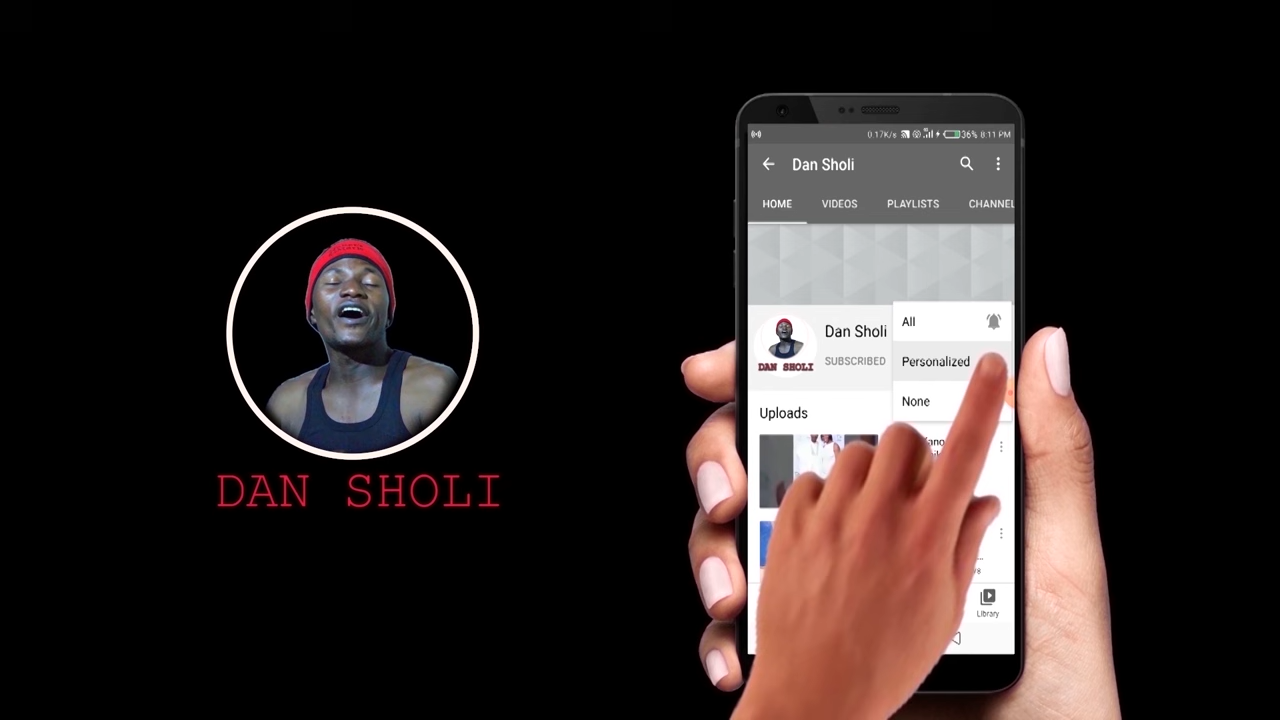 DAN SHOLI
0.17K/s 36% 8:11 PM
Dan Sholi
HOME VIDEOS PLAYLISTS CHANNEL
Dan Sholi
SUBSCRIBED
DAN SHOLI
All
Personalized
None
Uploads
Library